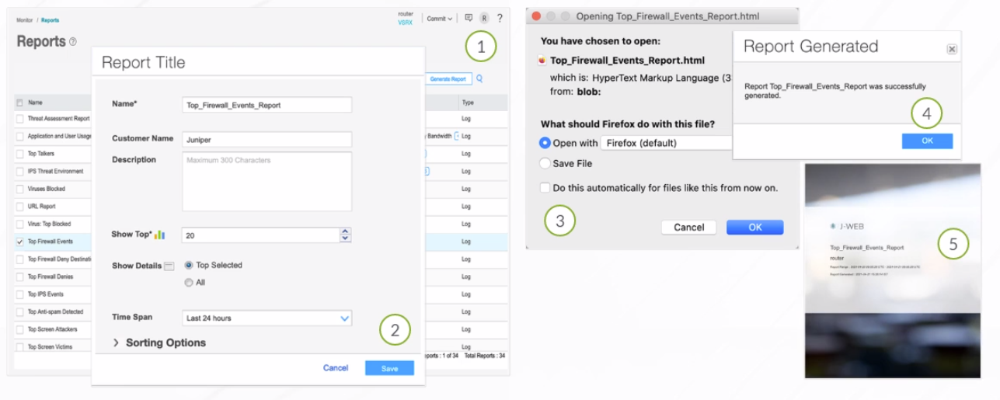 Monitor / Reports
router
VSRX
Commit
R
?
Reports ?
1
Generate Report
Name
Type
Threat Assessment Report
Log
Application and User Usage
y Bandwidth
Log
Top Talkers
Log
IPS Threat Environment
Log
Viruses Blocked
Log
URL Report
Log
Virus: Top Blocked
Log
Top Firewall Events
Log
Top Firewall Deny Destinati
Log
Top Firewall Denies
Log
Top IPS Events
Log
Top Anti-spam Detected
Log
Top Screen Attackers
Log
Top Screen Victims
Log
ports : 1 of 34 Total Reports : 34
Report Title
Name*
Top_Firewall_Events_Report
Customer Name
Juniper
Description
Maximum 300 Characters
Show Top*
20
Show Details
Top Selected
All
Time Span
Last 24 hours
2
Sorting Options
Cancel
Save
Opening Top_Firewall_Events_Report.html
You have chosen to open:
Top_Firewall_Events_Report.html
which is: HyperText Markup Language (3
from: blob:
What should Firefox do with this file?
Open with
Firefox (default)
Save File
Do this automatically for files like this from now on.
3
Cancel
OK
Report Generated
Report Top_Firewall_Events_Report was successfully
generated.
4
OK
J-WEB
5
Top_Firewall_Events_Report
router